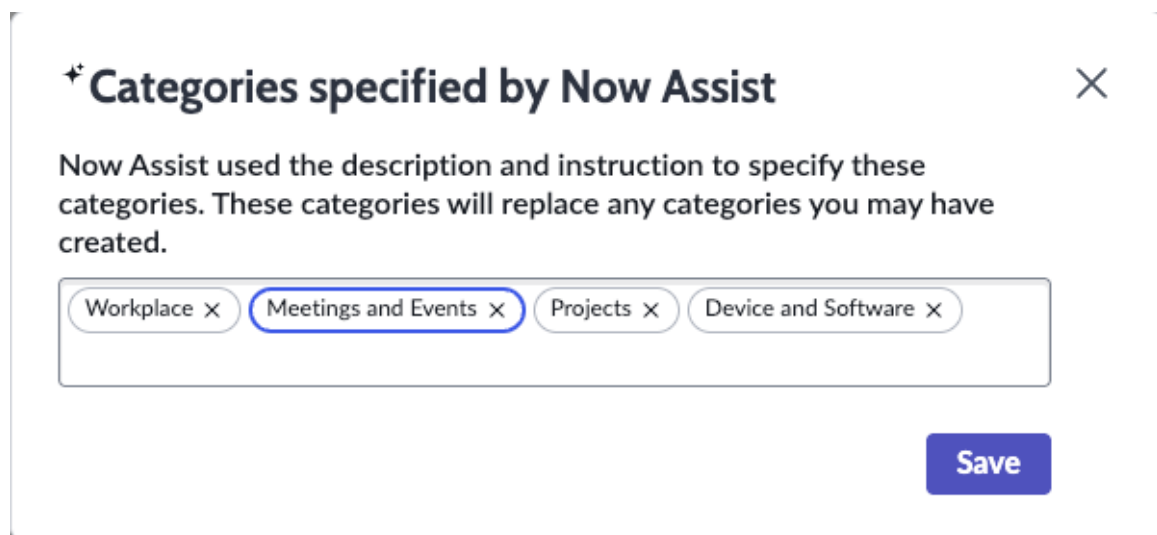 Categories specified by Now Assist
Now Assist used the description and instruction to specify these
categories. These categories will replace any categories you may have
created.
Workplace × Meetings and Events × Projects × Device and Software ×
Save